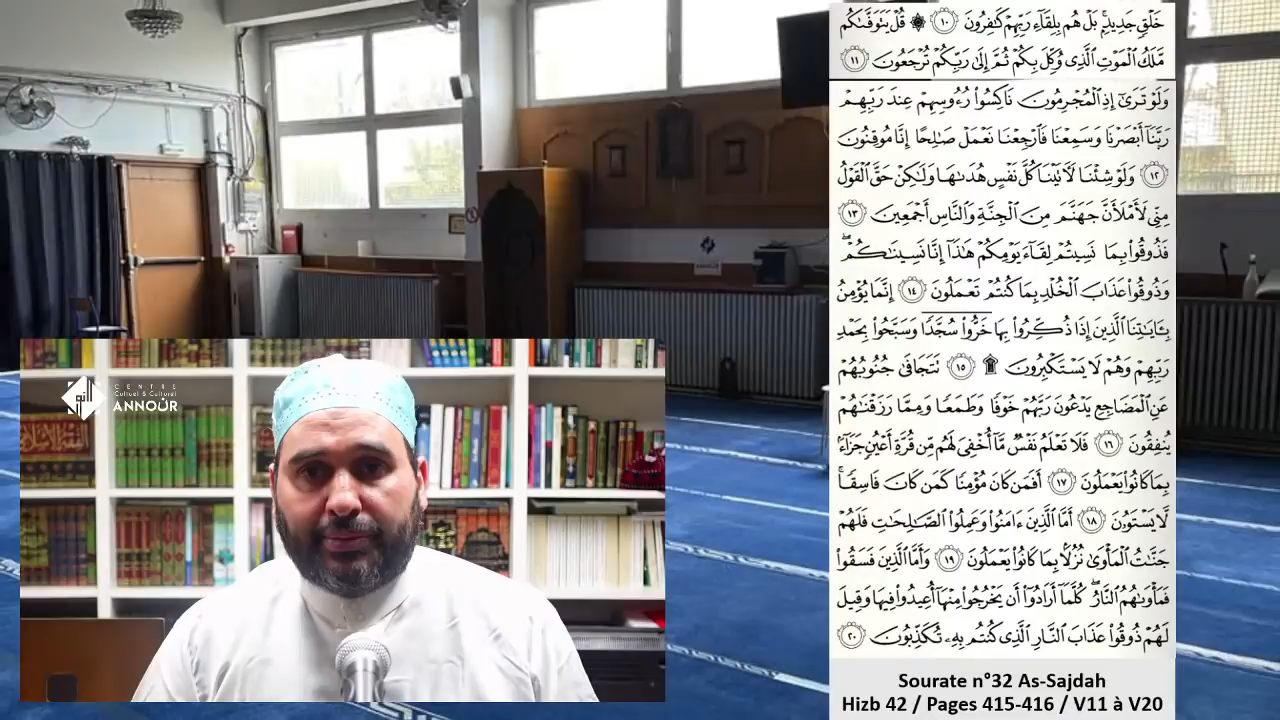 CENTRE
Cultuel & Culturel
ANNOUR
خَلْقٍ جَدِيدٍۭ ۚ بَلْ هُم بِلِقَآءِ رَبِّهِمْ كَٰفِرُونَ ١٠ ۞ قُلْ يَتَوَفَّىٰكُم
مَّلَكُ ٱلْمَوْتِ ٱلَّذِى وُكِّلَ بِكُمْ ثُمَّ إِلَىٰ رَبِّكُمْ تُرْجَعُونَ ١١
وَلَوْ تَرَىٰٓ إِذِ ٱلْمُجْرِمُونَ نَاكِسُوا۟ رُءُوسِهِمْ عِندَ رَبِّهِمْ
رَبَّنَآ أَبْصَرْنَا وَسَمِعْنَا فَٱرْجِعْنَا نَعْمَلْ صَٰلِحًا إِنَّا مُوقِنُونَ
١٢ وَلَوْ شِئْنَا لَءَاتَيْنَا كُلَّ نَفْسٍ هُدَىٰهَا وَلَٰكِنْ حَقَّ ٱلْقَوْلُ
مِنِّى لَأَمْلَأَنَّ جَهَنَّمَ مِنَ ٱلْجِنَّةِ وَٱلنَّاسِ أَجْمَعِينَ ١٣
فَذُوقُوا۟ بِمَا نَسِيتُمْ لِقَآءَ يَوْمِكُمْ هَٰذَآ إِنَّا نَسِينَٰكُمْ ۖ
وَذُوقُوا۟ عَذَابَ ٱلْخُلْدِ بِمَا كُنتُمْ تَعْمَلُونَ ١٤ إِنَّمَا يُؤْمِنُ
بِـَٔايَٰتِنَا ٱلَّذِينَ إِذَا ذُكِّرُوا۟ بِهَا خَرُّوا۟ سُجَّدًا وَسَبَّحُوا۟ بِحَمْدِ
رَبِّهِمْ وَهُمْ لَا يَسْتَكْبِرُونَ ۩ ١٥ تَتَجَافَىٰ جُنُوبُهُمْ
عَنِ ٱلْمَضَاجِعِ يَدْعُونَ رَبَّهُمْ خَوْفًا وَطَمَعًا وَمِمَّا رَزَقْنَٰهُمْ
يُنفِقُونَ ١٦ فَلَا تَعْلَمُ نَفْسٌ مَّآ أُخْفِىَ لَهُم مِّن قُرَّةِ أَعْيُنٍ جَزَآءًۢ
بِمَا كَانُوا۟ يَعْمَلُونَ ١٧ أَفَمَن كَانَ مُؤْمِنًا كَمَن كَانَ فَاسِقًا ۚ
لَّا يَسْتَوُۥنَ ١٨ أَمَّا ٱلَّذِينَ ءَامَنُوا۟ وَعَمِلُوا۟ ٱلصَّٰلِحَٰتِ فَلَهُمْ
جَنَّٰتُ ٱلْمَأْوَىٰ نُزُلًۢا بِمَا كَانُوا۟ يَعْمَلُونَ ١٩ وَأَمَّا ٱلَّذِينَ فَسَقُوا۟
فَمَأْوَىٰهُمُ ٱلنَّارُ ۖ كُلَّمَآ أَرَادُوٓا۟ أَن يَخْرُجُوا۟ مِنْهَآ أُعِيدُوا۟ فِيهَا وَقِيلَ
لَهُمْ ذُوقُوا۟ عَذَابَ ٱلنَّارِ ٱلَّذِى كُنتُم بِهِۦ تُكَذِّبُونَ ٢٠
Sourate n°32 As-Sajdah
Hizb 42 / Pages 415-416 / V11 à V20